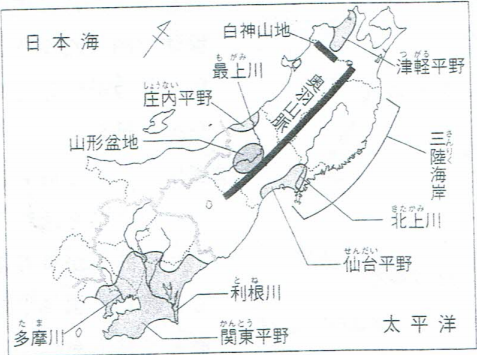 日本海
白神山地
つがる
津軽平野
もがみ
最上川
しょうない
庄内平野
奥羽山脈
山形盆地
さんりく
三陸海岸
きたかみ
北上川
せんだい
仙台平野
とね
利根川
たま
多摩川
かんとう
関東平野
太平洋